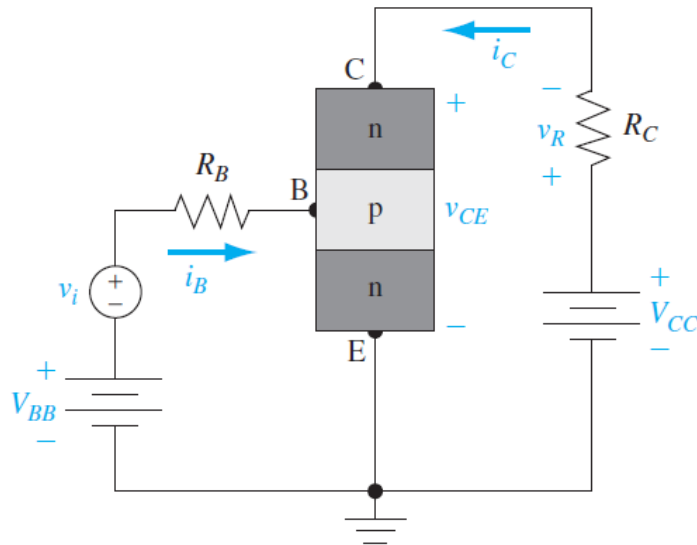 i_C
C
+
−
n
v_R
R_C
R_B
+
B
p
v_CE
i_B
+
−
v_i
n
+
V_CC
−
−
E
+
V_BB
−